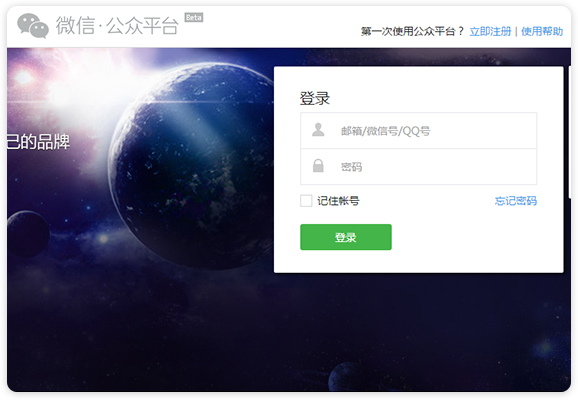 微信·公众平台 Beta
第一次使用公众平台？ 立即注册 | 使用帮助
登录
邮箱/微信号/QQ号
己的品牌
密码
记住帐号 忘记密码
登录